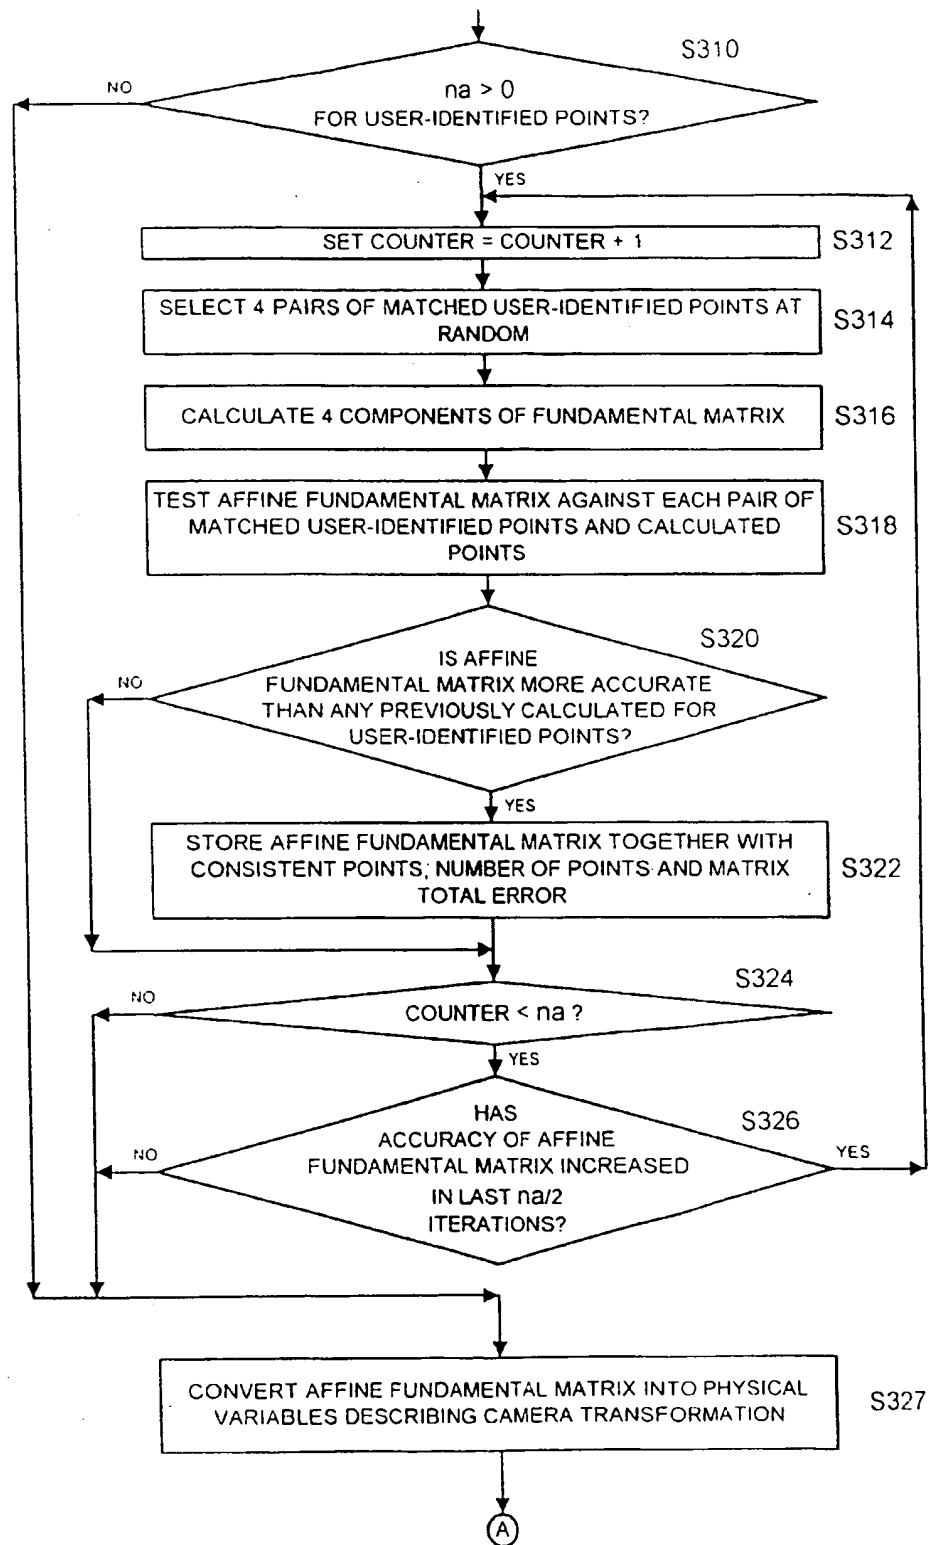 S310
NO
na > 0
FOR USER-IDENTIFIED POINTS?
YES
SET COUNTER = COUNTER + 1
S312
SELECT 4 PAIRS OF MATCHED USER-IDENTIFIED POINTS AT
RANDOM
S314
CALCULATE 4 COMPONENTS OF FUNDAMENTAL MATRIX
S316
TEST AFFINE FUNDAMENTAL MATRIX AGAINST EACH PAIR OF
MATCHED USER-IDENTIFIED POINTS AND CALCULATED
POINTS
S318
S320
NO
IS AFFINE
FUNDAMENTAL MATRIX MORE ACCURATE
THAN ANY PREVIOUSLY CALCULATED FOR
USER-IDENTIFIED POINTS?
YES
STORE AFFINE FUNDAMENTAL MATRIX TOGETHER WITH
CONSISTENT POINTS; NUMBER OF POINTS AND MATRIX
TOTAL ERROR
S322
S324
NO
COUNTER < na ?
YES
S326
HAS
ACCURACY OF AFFINE
FUNDAMENTAL MATRIX INCREASED
IN LAST na/2
ITERATIONS?
NO
YES
CONVERT AFFINE FUNDAMENTAL MATRIX INTO PHYSICAL
VARIABLES DESCRIBING CAMERA TRANSFORMATION
S327
A